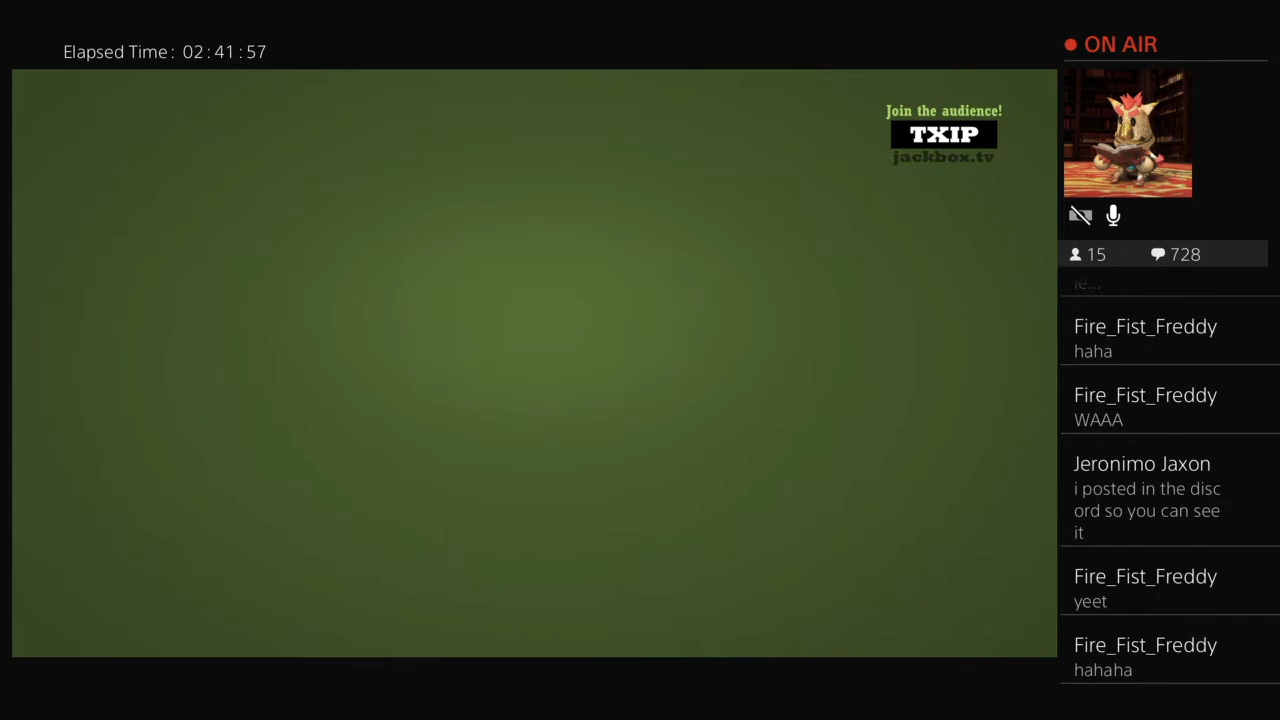 Elapsed Time: 02:41:57
ON AIR
Join the audience!
TXIP
jackbox.tv
15 728
Fire_Fist_Freddy
haha
Fire_Fist_Freddy
WAAA
Jeronimo Jaxon
i posted in the disc
ord so you can see
it
Fire_Fist_Freddy
yeet
Fire_Fist_Freddy
hahaha